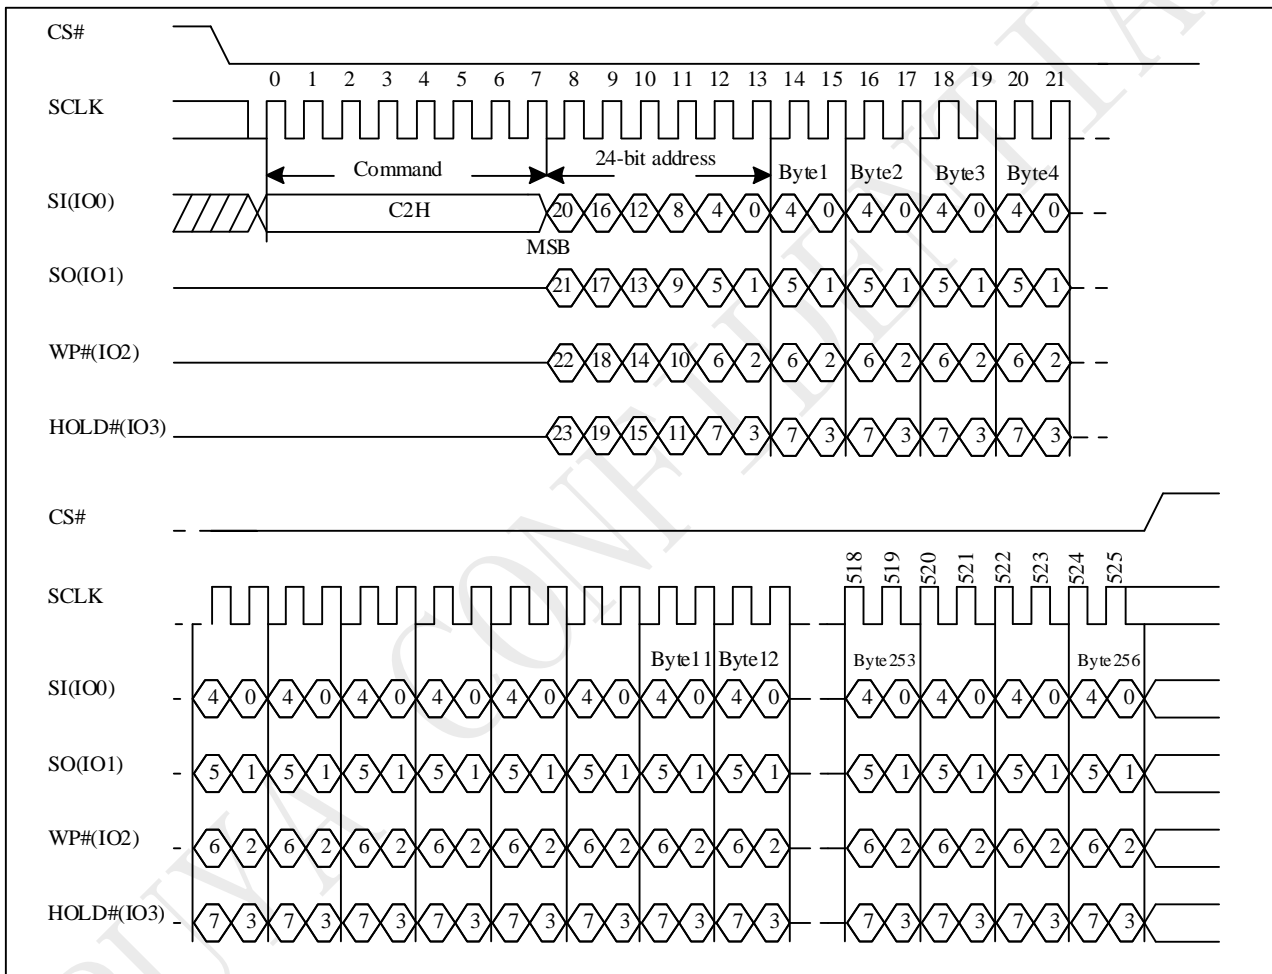 CS#
0 1 2 3 4 5 6 7 8 9 10 11 12 13 14 15 16 17 18 19 20 21
SCLK
Command 24-bit address Byte1 Byte2 Byte3 Byte4
SI(IO0) C2H 20 16 12 8 4 0 4 0 4 0 4 0 4 0
MSB
SO(IO1) 21 17 13 9 5 1 5 1 5 1 5 1 5 1
WP#(IO2) 22 18 14 10 6 2 6 2 6 2 6 2 6 2
HOLD#(IO3) 23 19 15 11 7 3 7 3 7 3 7 3 7 3
CS#
518 519 520 521 522 523 524 525
SCLK
Byte11 Byte12 Byte253 Byte256
SI(IO0) 4 0 4 0 4 0 4 0 4 0 4 0 4 0 4 0 4 0 4 0 4 0 4 0
SO(IO1) 5 1 5 1 5 1 5 1 5 1 5 1 5 1 5 1 5 1 5 1 5 1 5 1
WP#(IO2) 6 2 6 2 6 2 6 2 6 2 6 2 6 2 6 2 6 2 6 2 6 2 6 2
HOLD#(IO3) 7 3 7 3 7 3 7 3 7 3 7 3 7 3 7 3 7 3 7 3 7 3 7 3